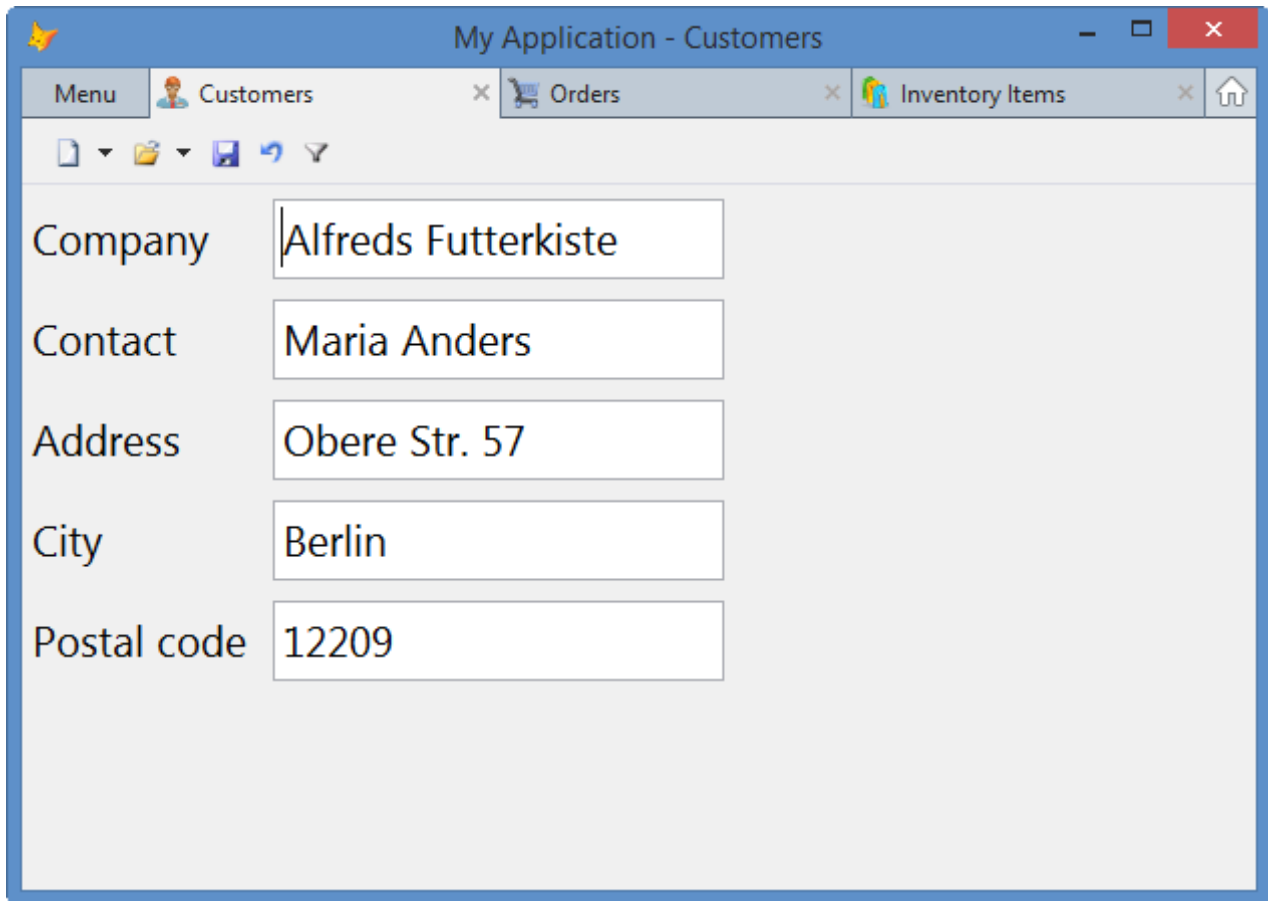 My Application - Customers
Menu Customers Orders Inventory Items
Company Alfreds Futterkiste
Contact Maria Anders
Address Obere Str. 57
City Berlin
Postal code 12209